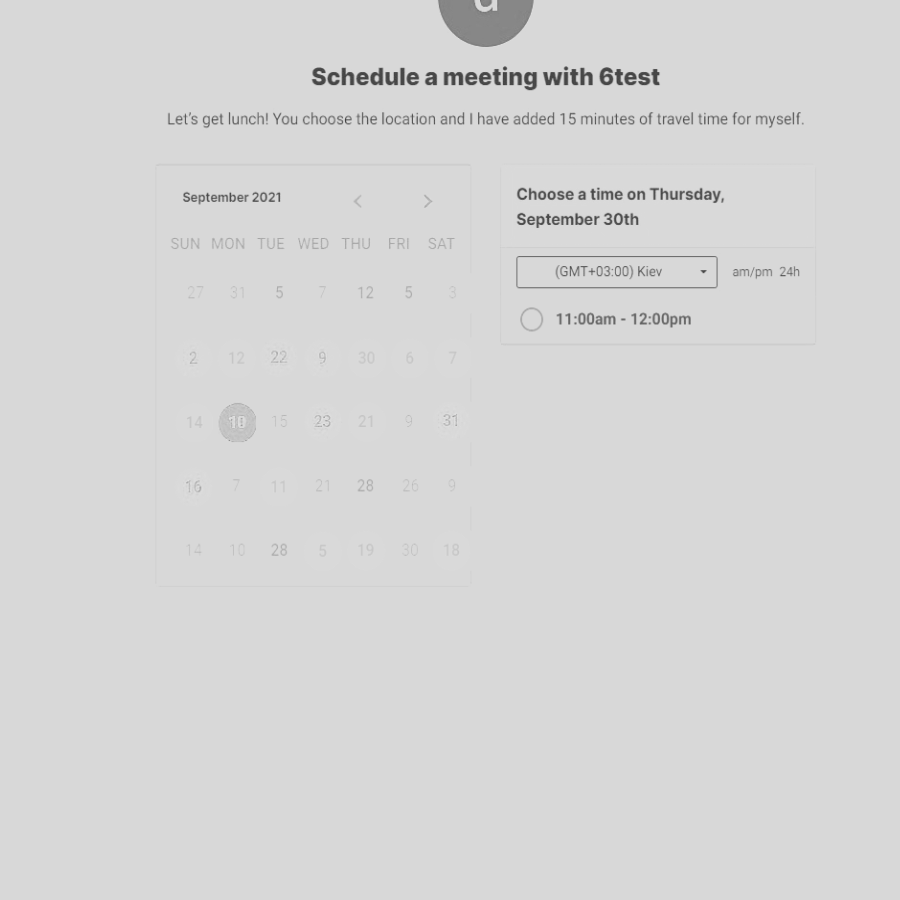 Schedule a meeting with 6test
Let's get lunch! You choose the location and I have added 15 minutes of travel time for myself.
September 2021
SUN MON TUE WED THU FRI SAT
27 31 5 7 12 5 3
2 12 22 9 30 6 7
14 10 15 23 21 9 31
16 7 11 21 28 26 9
14 10 28 5 19 30 18
Choose a time on Thursday,
September 30th
(GMT+03:00) Kiev am/pm 24h
11:00am - 12:00pm